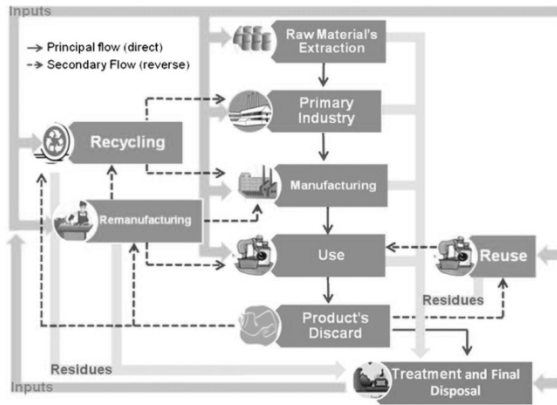 Inputs
Principal flow (direct)
Secondary Flow (reverse)
Raw Material's
Extraction
Primary
Industry
Recycling
Manufacturing
Remanufacturing
Use
Reuse
Residues
Product's
Discard
Residues
Inputs
Treatment and Final
Disposal